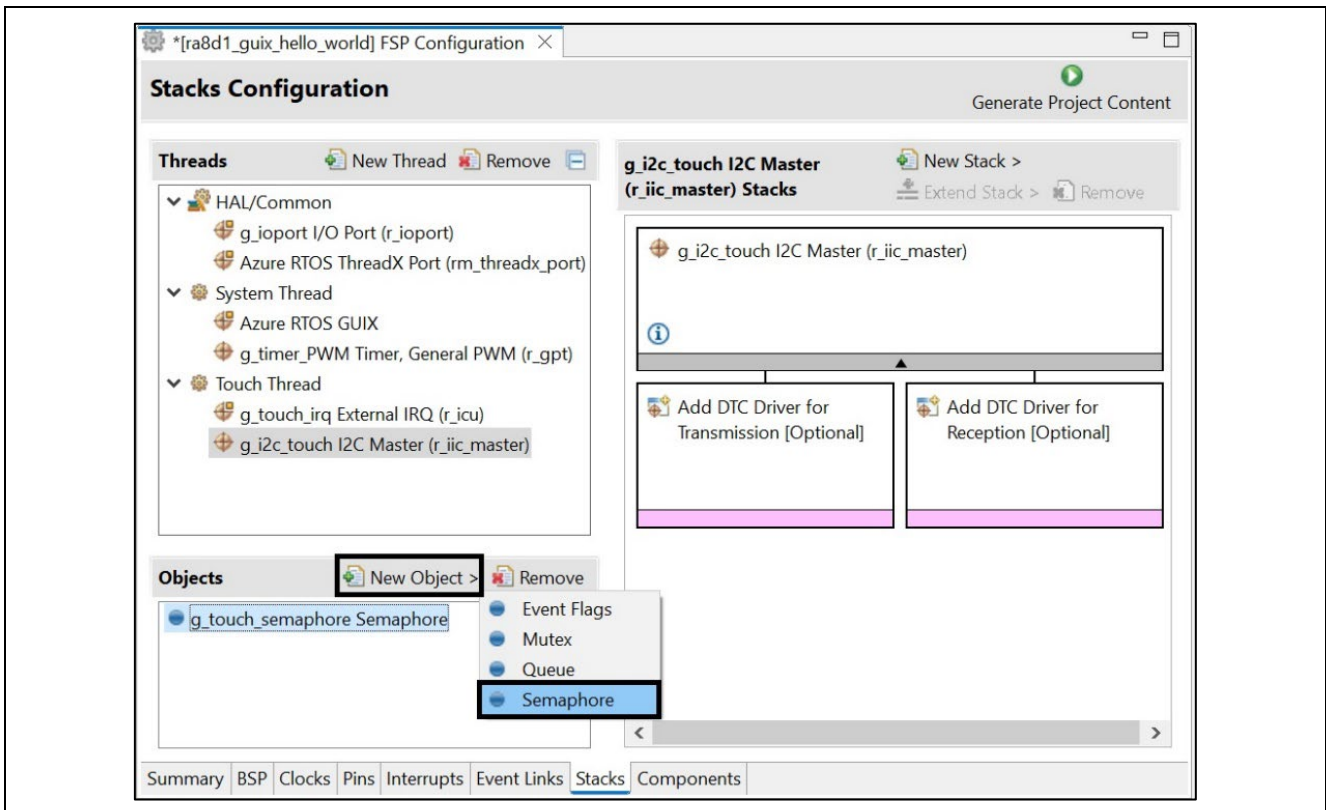 *[ra8d1_guix_hello_world] FSP Configuration
Stacks Configuration
Generate Project Content
Threads
New Thread
Remove
HAL/Common
g_ioport I/O Port (r_ioport)
Azure RTOS ThreadX Port (rm_threadx_port)
System Thread
Azure RTOS GUIX
g_timer_PWM Timer, General PWM (r_gpt)
Touch Thread
g_touch_irq External IRQ (r_icu)
g_i2c_touch I2C Master (r_iic_master)
g_i2c_touch I2C Master
(r_iic_master) Stacks
New Stack >
Extend Stack >
Remove
g_i2c_touch I2C Master (r_iic_master)
Add DTC Driver for
Transmission [Optional]
Add DTC Driver for
Reception [Optional]
Objects
New Object >
Remove
g_touch_semaphore Semaphore
Event Flags
Mutex
Queue
Semaphore
Summary BSP Clocks Pins Interrupts Event Links Stacks Components